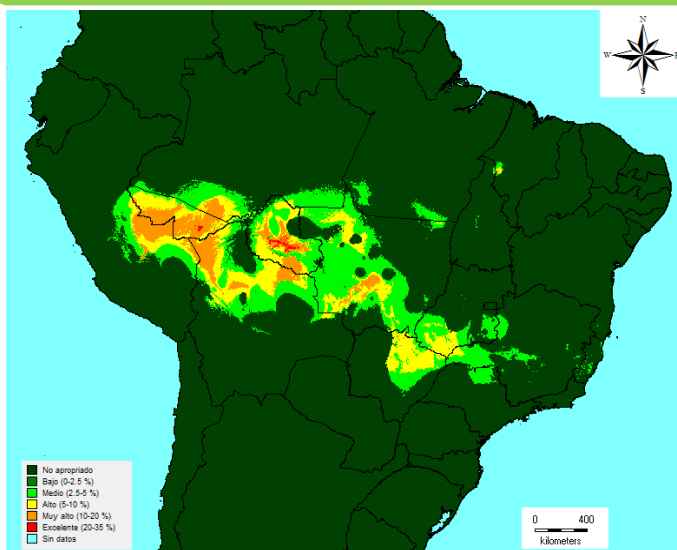 N
W
E
S
No apropriado
Bajo (0-2.5 %)
Medio (2.5-5 %)
Alto (5-10 %)
Muy alto (10-20 %)
Excelente (20-35 %)
Sin datos
0 400
kilometers